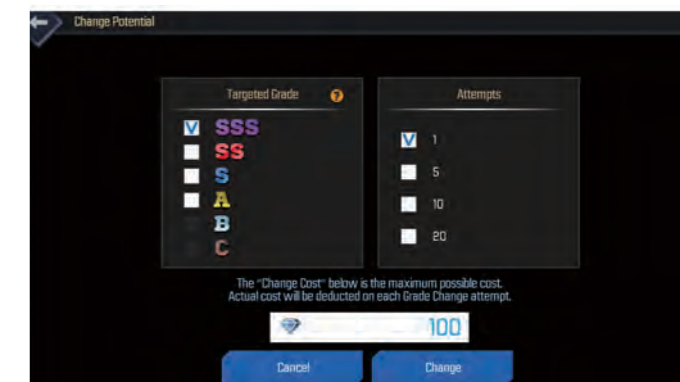 Change Potential
Targeted Grade ?
Attempts
SSS
SS
S
A
B
C
1
5
10
20
The "Change Cost" below is the maximum possible cost.
Actual cost will be deducted on each Grade Change attempt.
100
Cancel
Change